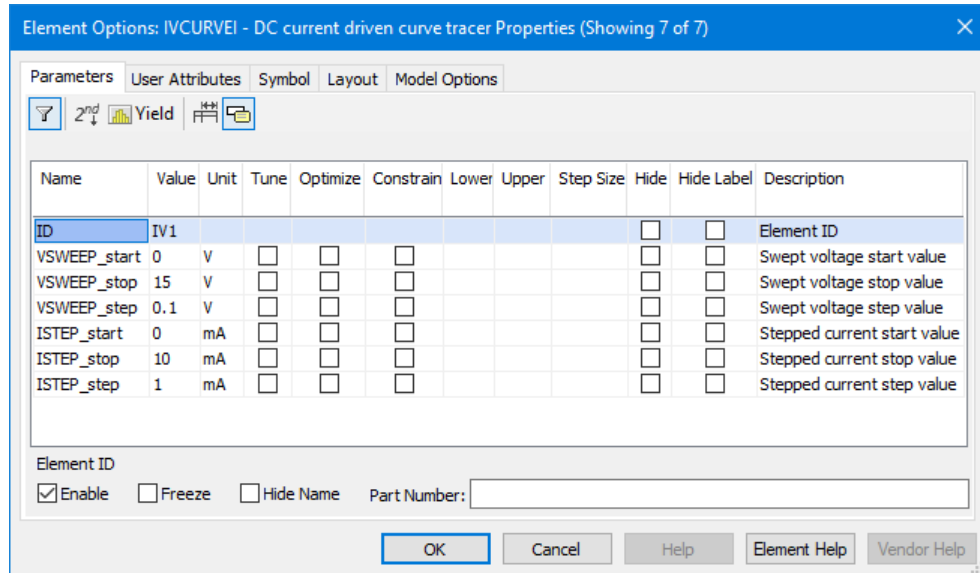 Element Options: IVCURVEI - DC current driven curve tracer Properties (Showing 7 of 7)
Parameters User Attributes Symbol Layout Model Options
2nd Yield
Name Value Unit Tune Optimize Constrain Lower Upper Step Size Hide Hide Label Description
ID IV1 Element ID
VSWEEP_start 0 V Swept voltage start value
VSWEEP_stop 15 V Swept voltage stop value
VSWEEP_step 0.1 V Swept voltage step value
ISTEP_start 0 mA Stepped current start value
ISTEP_stop 10 mA Stepped current stop value
ISTEP_step 1 mA Stepped current step value
Element ID
Enable Freeze Hide Name Part Number:
OK Cancel Help Element Help Vendor Help